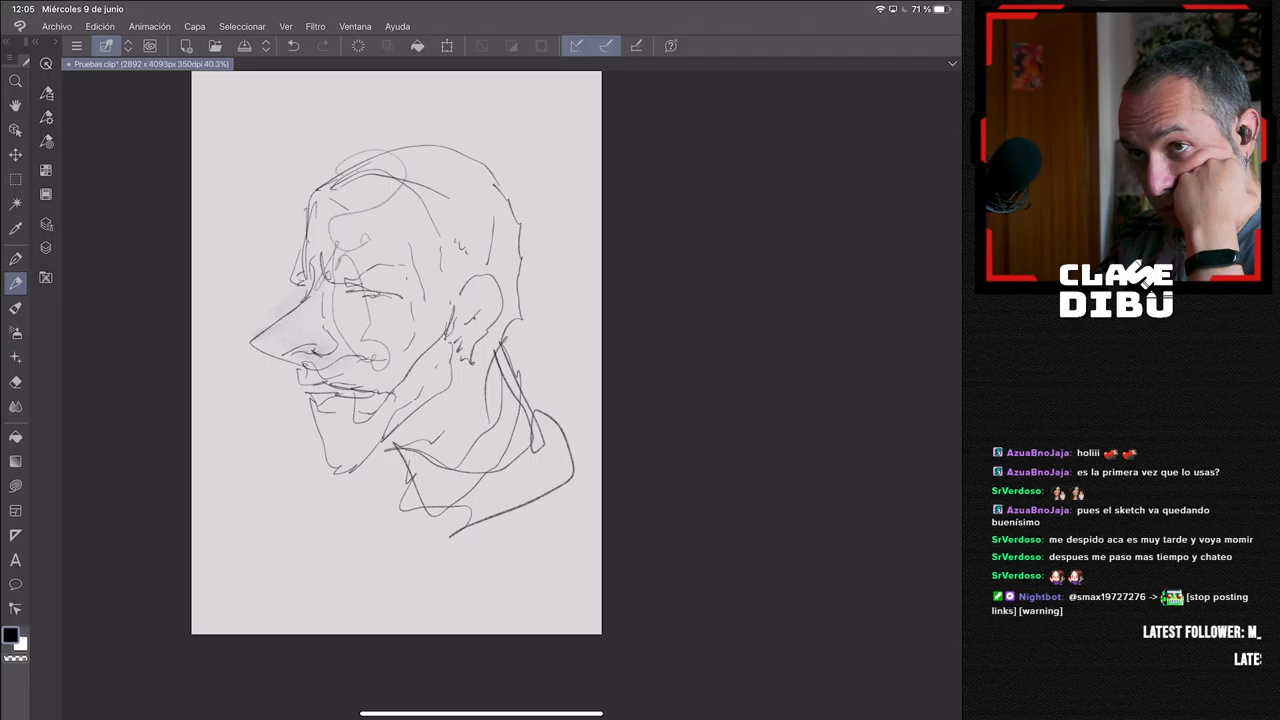 12:05 Miércoles 9 de junio
71 %
Archivo Edición Animación Capa Seleccionar Ver Filtro Ventana Ayuda
Pruebas clip* (2892 x 4093px 350dpi 40.3%)
CLASE
DIBU
AzuaBnoJaja: holiii
AzuaBnoJaja: es la primera vez que lo usas?
SrVerdoso:
AzuaBnoJaja: pues el sketch va quedando
buenísimo
SrVerdoso: me despido aca es muy tarde y voya momir
SrVerdoso: despues me paso mas tiempo y chateo
SrVerdoso:
Nightbot: @smax19727276 -> [stop posting
links] [warning]
LATEST FOLLOWER: M_
LATES